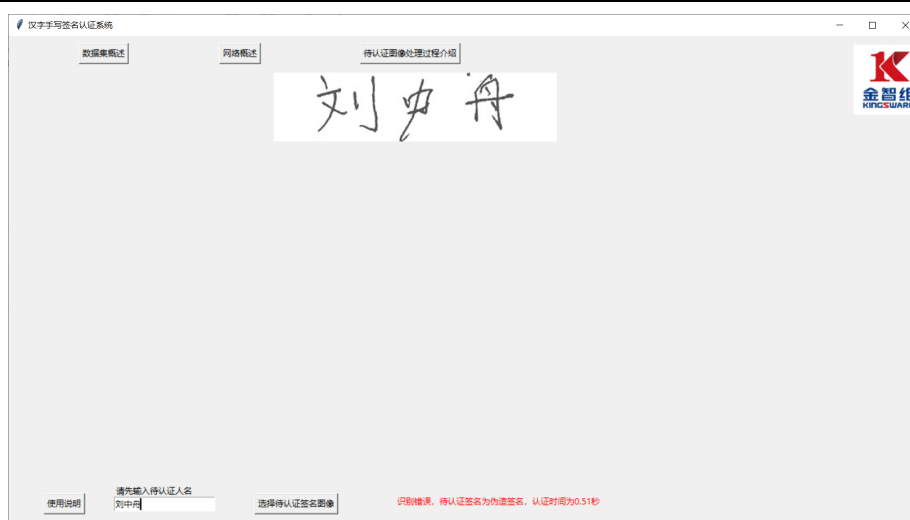 汉字手写签名认证系统
数据集概述 网络概述 待认证图像处理过程介绍
刘中舟
金智维
KINGSWARE
请先输入待认证人名
使用说明 刘中舟 选择待认证签名图像 识别错误，待认证签名为伪造签名，认证时间为0.51秒